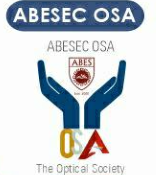 ABESEC OSA
ABESEC OSA
ABES
OSA
The Optical Society